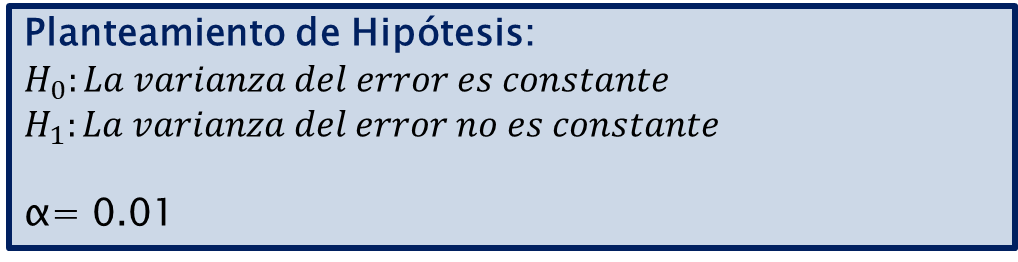 Planteamiento de Hipótesis:
H₀: La varianza del error es constante
H₁: La varianza del error no es constante
α= 0.01